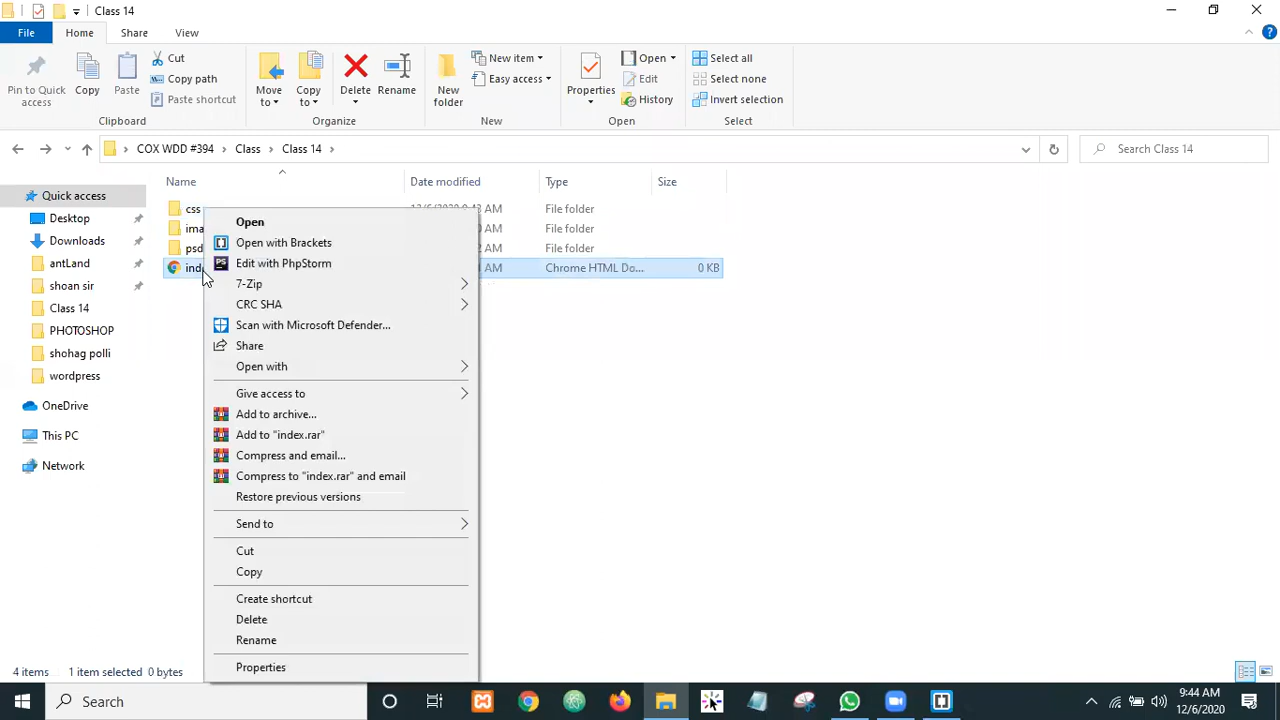 Class 14
File Home Share View
Pin to Quick access
Copy
Paste
Cut
Copy path
Paste shortcut
Clipboard
Move to
Copy to
Delete
Rename
Organize
New folder
New item
Easy access
New
Properties
Open
Edit
History
Open
Select all
Select none
Invert selection
Select
COX WDD #394 Class Class 14
Search Class 14
Name Date modified Type Size
Quick access
Desktop
Downloads
antLand
shoan sir
Class 14
PHOTOSHOP
shohag polli
wordpress
OneDrive
This PC
Network
css AM File folder
ima AM File folder
psd AM File folder
ind AM Chrome HTML Do... 0 KB
Open
Open with Brackets
Edit with PhpStorm
7-Zip
CRC SHA
Scan with Microsoft Defender...
Share
Open with
Give access to
Add to archive...
Add to "index.rar"
Compress and email...
Compress to "index.rar" and email
Restore previous versions
Send to
Cut
Copy
Create shortcut
Delete
Rename
Properties
4 items 1 item selected 0 bytes
Search
9:44 AM
12/6/2020